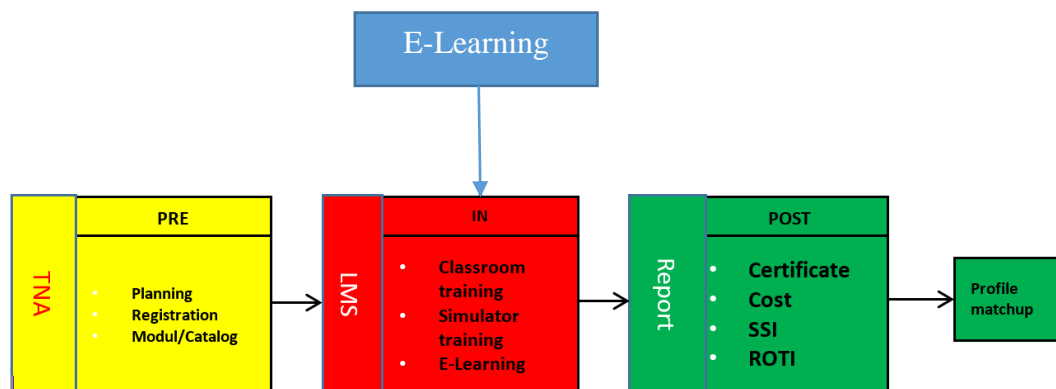 E-Learning
TNA
PRE
Planning
Registration
Modul/Catalog
LMS
IN
Classroom
training
Simulator
training
E-Learning
Report
POST
Certificate
Cost
SSI
ROTI
Profile
matchup